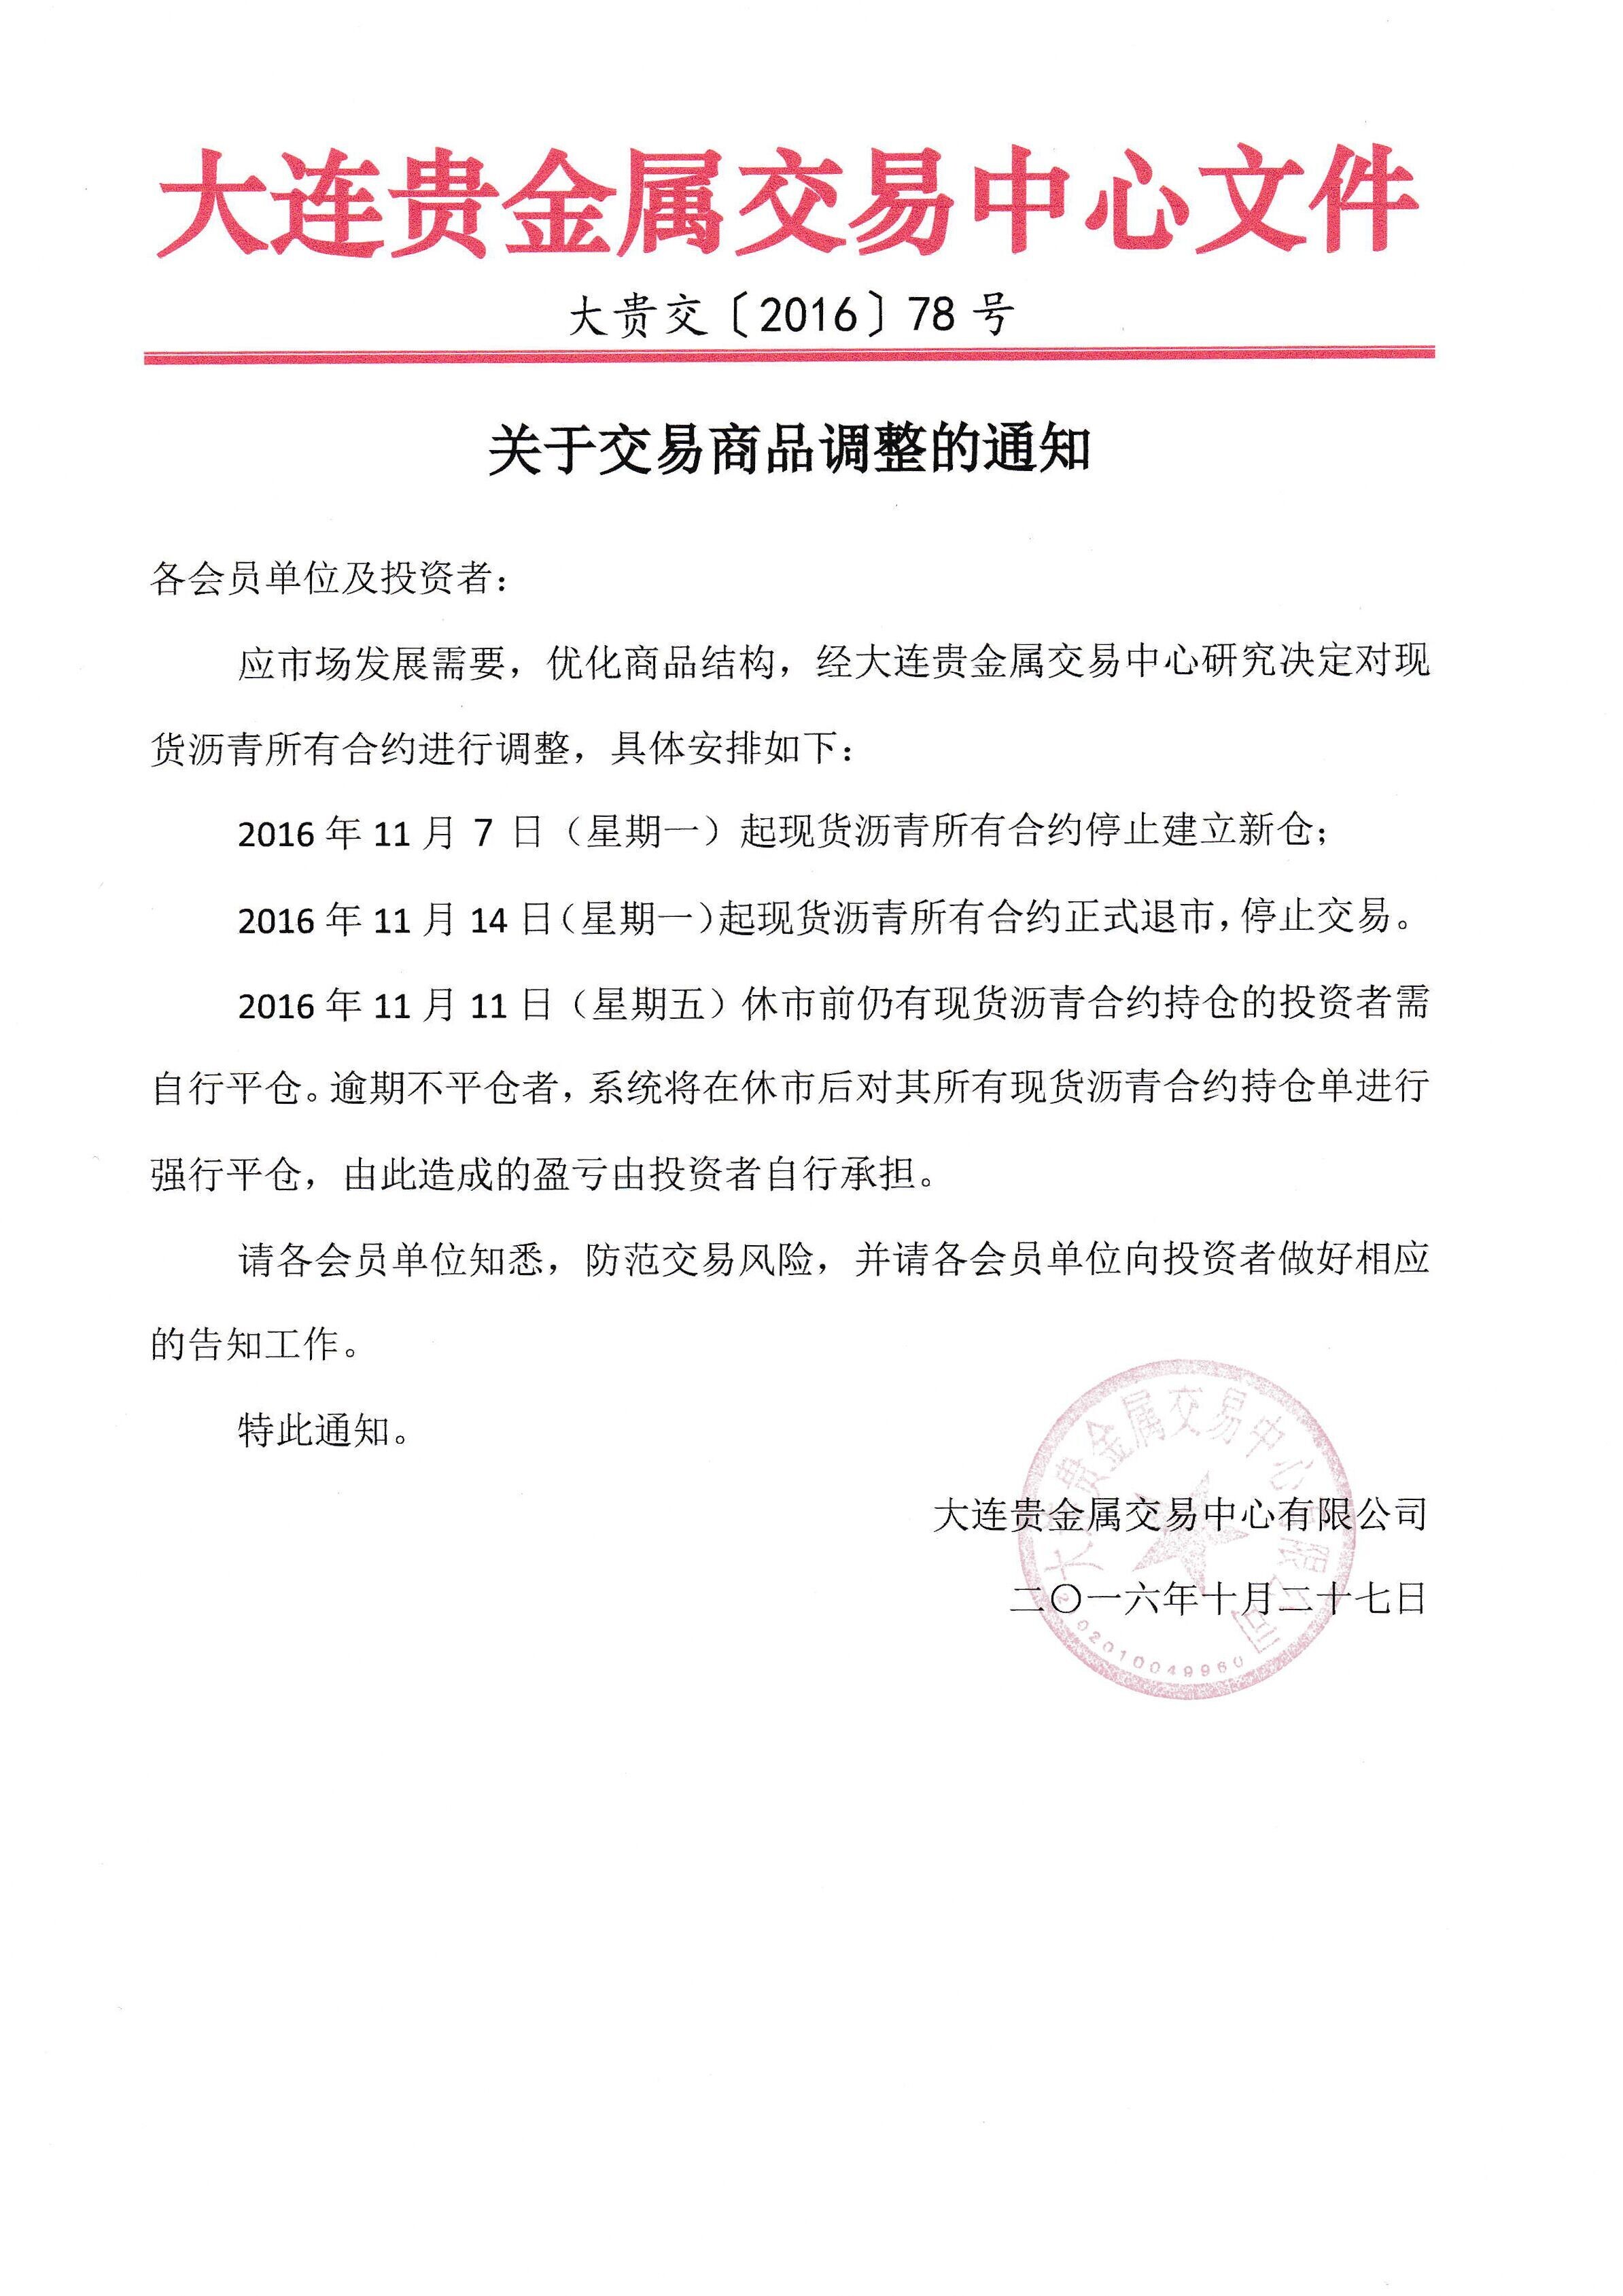 大连贵金属交易中心文件
大贵交〔2016〕78 号
关于交易商品调整的通知
各会员单位及投资者：
应市场发展需要，优化商品结构，经大连贵金属交易中心研究决定对现
货沥青所有合约进行调整，具体安排如下：
2016 年 11 月 7 日（星期一）起现货沥青所有合约停止建立新仓；
2016 年 11 月 14 日（星期一）起现货沥青所有合约正式退市，停止交易。
2016 年 11 月 11 日（星期五）休市前仍有现货沥青合约持仓的投资者需
自行平仓。逾期不平仓者，系统将在休市后对其所有现货沥青合约持仓单进行
强行平仓，由此造成的盈亏由投资者自行承担。
请各会员单位知悉，防范交易风险，并请各会员单位向投资者做好相应
的告知工作。
特此通知。
大连贵金属交易中心有限公司
二〇一六年十月二十七日
大连贵金属交易中心有限公司